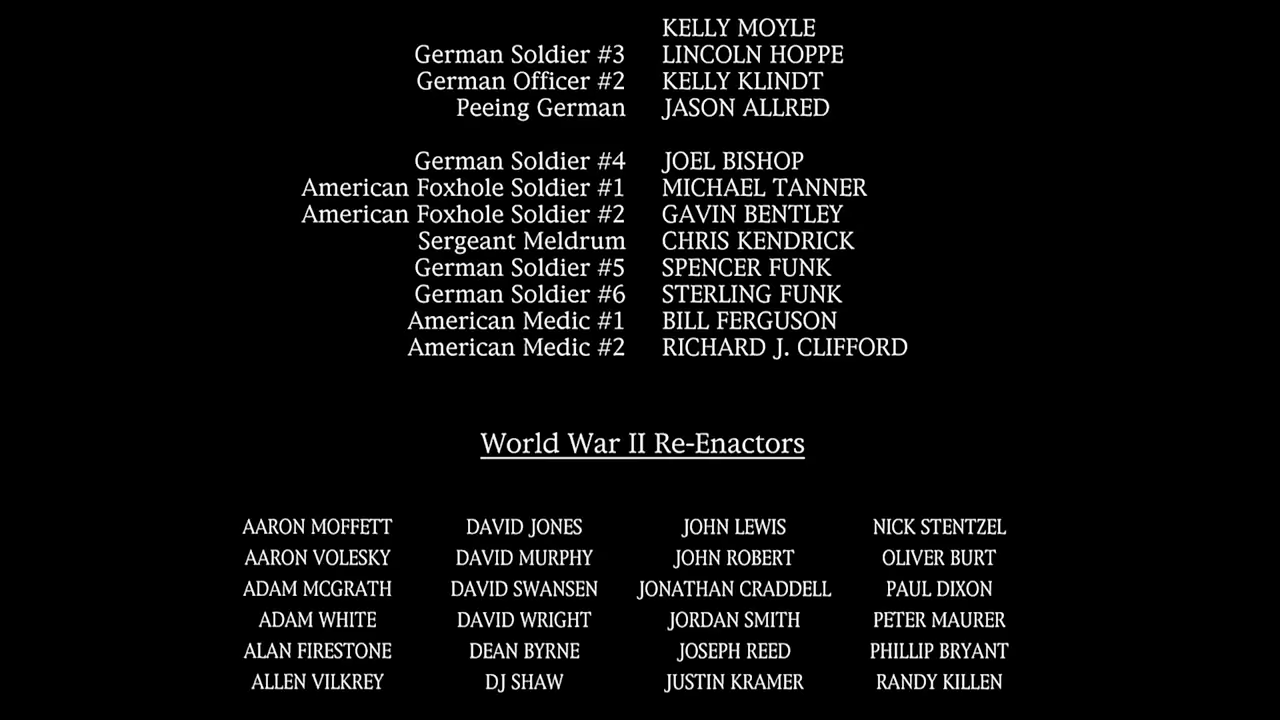 KELLY MOYLE
German Soldier #3 LINCOLN HOPPE
German Officer #2 KELLY KLINDT
Peeing German JASON ALLRED
German Soldier #4 JOEL BISHOP
American Foxhole Soldier #1 MICHAEL TANNER
American Foxhole Soldier #2 GAVIN BENTLEY
Sergeant Meldrum CHRIS KENDRICK
German Soldier #5 SPENCER FUNK
German Soldier #6 STERLING FUNK
American Medic #1 BILL FERGUSON
American Medic #2 RICHARD J. CLIFFORD
World War II Re-Enactors
AARON MOFFETT DAVID JONES JOHN LEWIS NICK STENTZEL
AARON VOLESKY DAVID MURPHY JOHN ROBERT OLIVER BURT
ADAM MCGRATH DAVID SWANSEN JONATHAN CRADDELL PAUL DIXON
ADAM WHITE DAVID WRIGHT JORDAN SMITH PETER MAURER
ALAN FIRESTONE DEAN BYRNE JOSEPH REED PHILLIP BRYANT
ALLEN VILKREY DJ SHAW JUSTIN KRAMER RANDY KILLEN